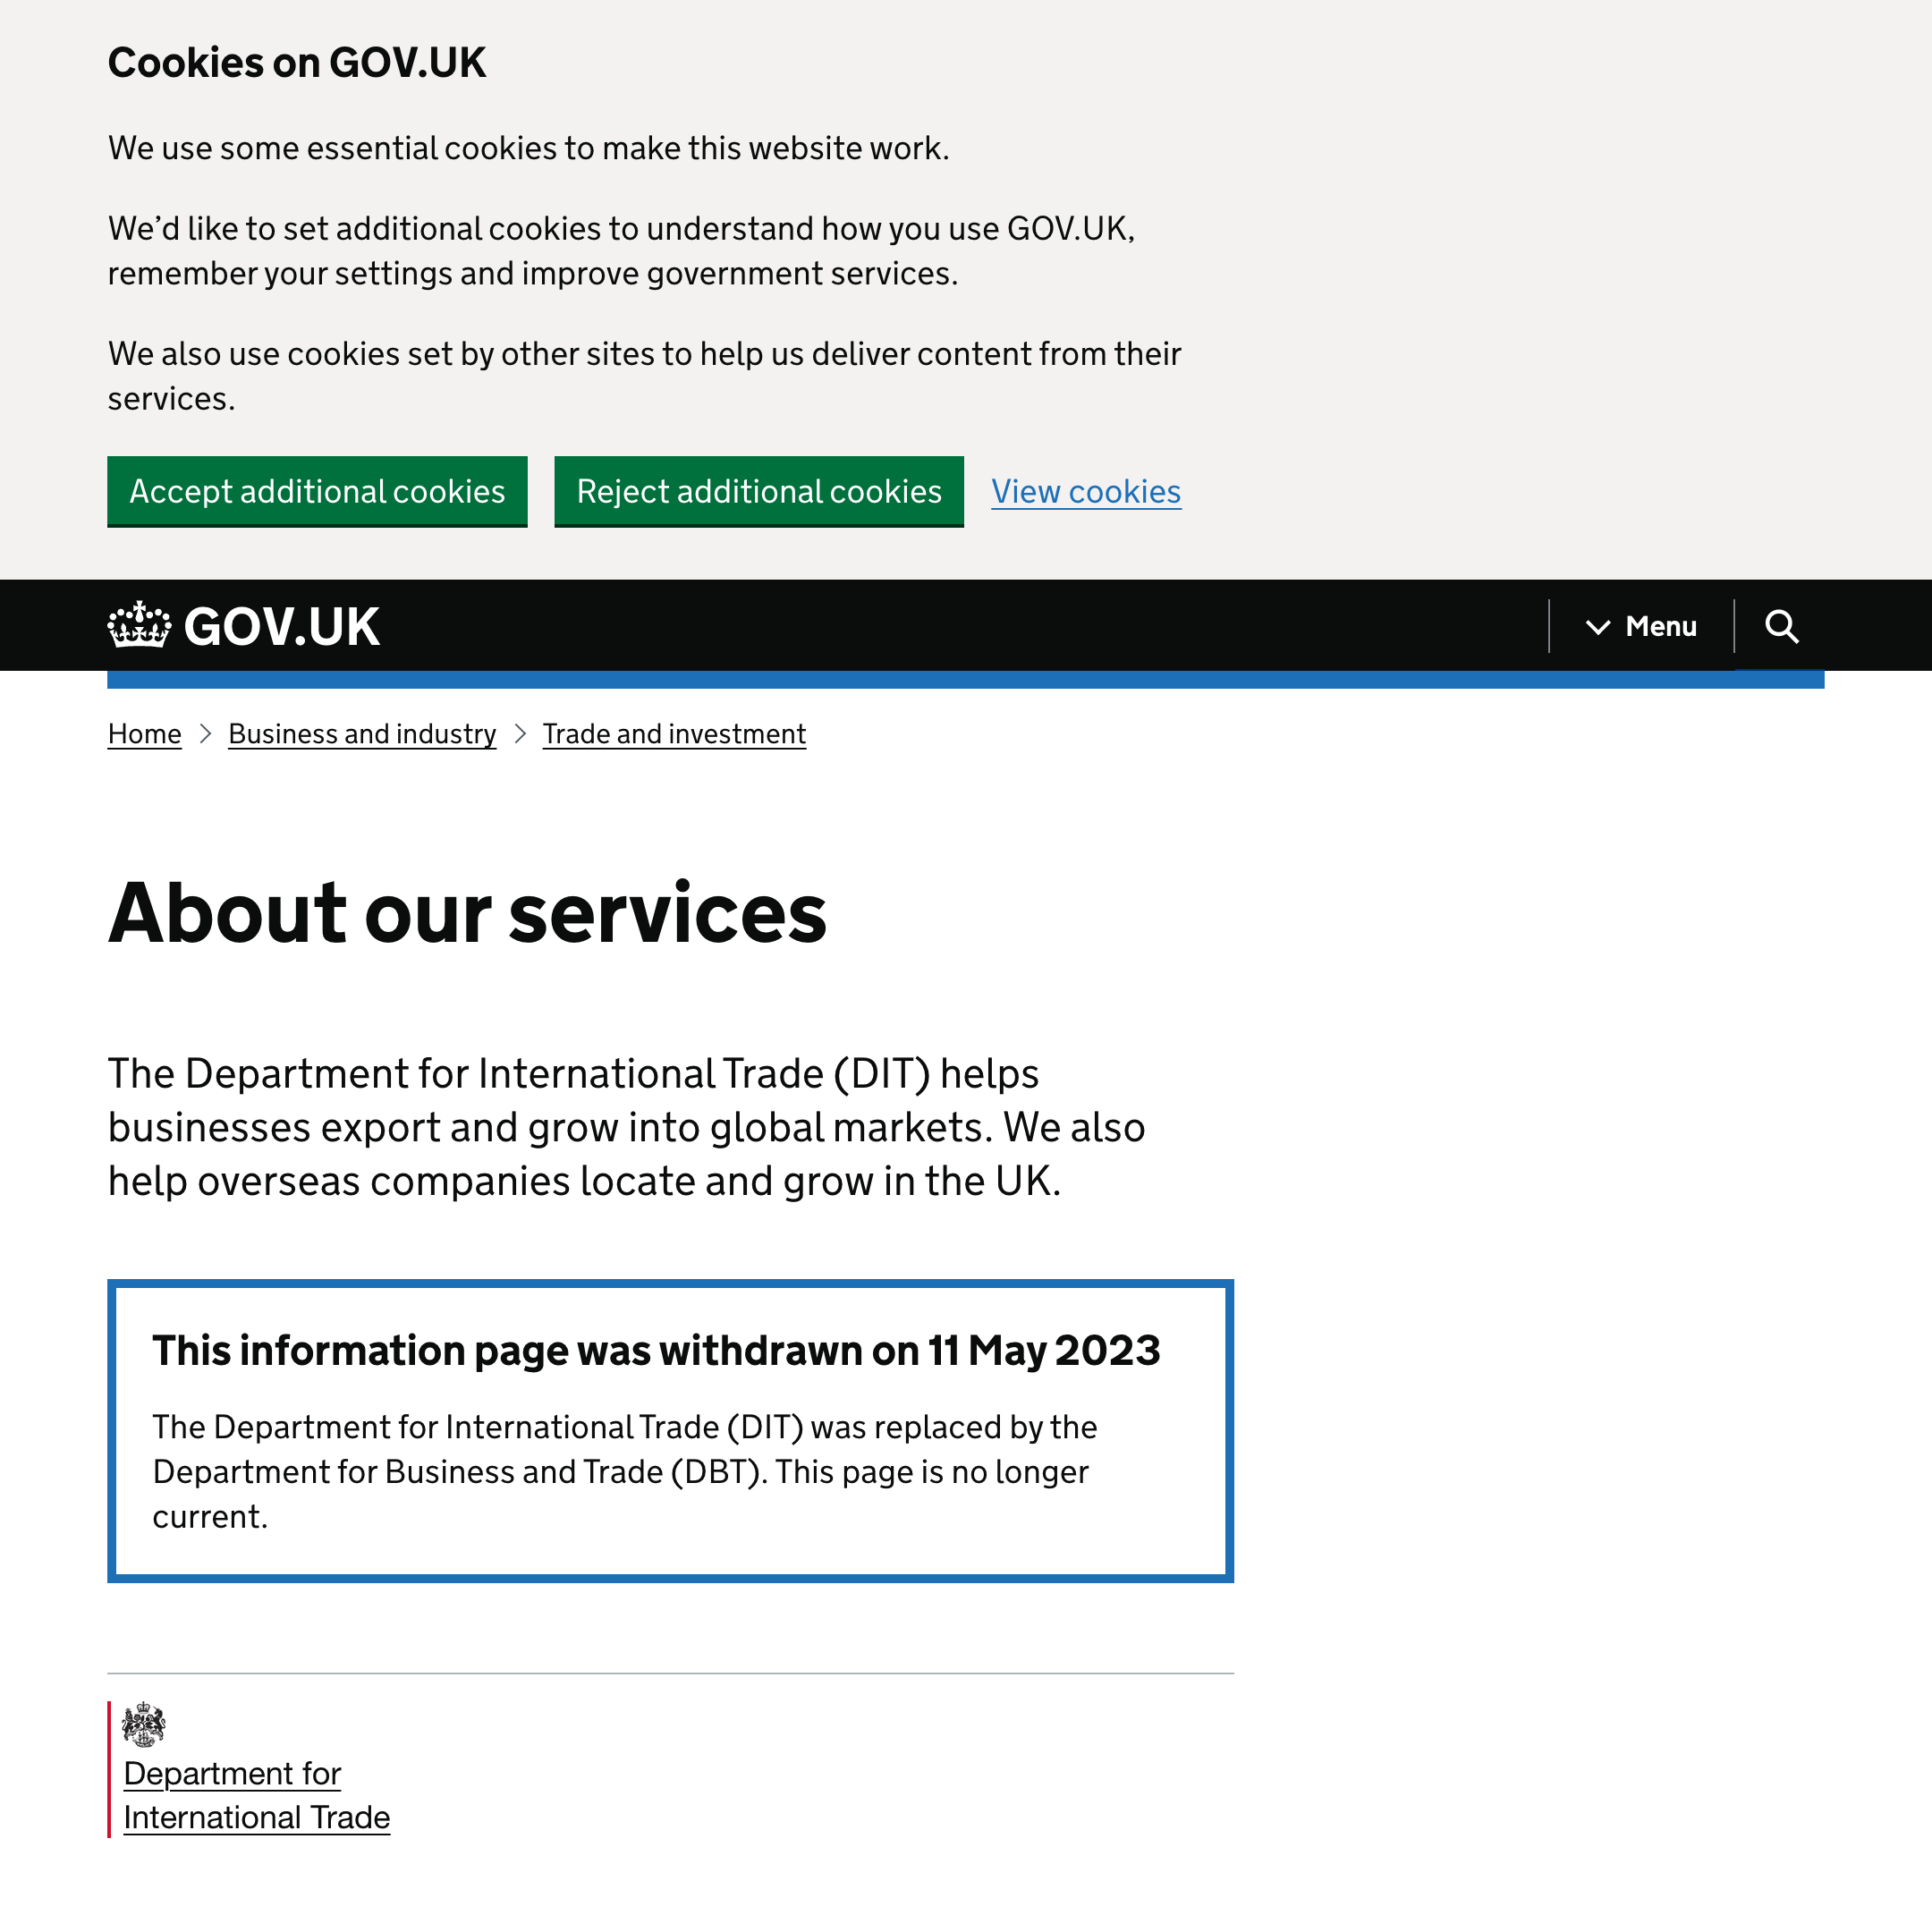 Cookies on GOV.UK
We use some essential cookies to make this website work.
We’d like to set additional cookies to understand how you use GOV.UK,
remember your settings and improve government services.
We also use cookies set by other sites to help us deliver content from their
services.
Accept additional cookies Reject additional cookies View cookies
GOV.UK Menu
Home Business and industry Trade and investment
About our services
The Department for International Trade (DIT) helps
businesses export and grow into global markets. We also
help overseas companies locate and grow in the UK.
This information page was withdrawn on 11 May 2023
The Department for International Trade (DIT) was replaced by the
Department for Business and Trade (DBT). This page is no longer
current.
Department for
International Trade